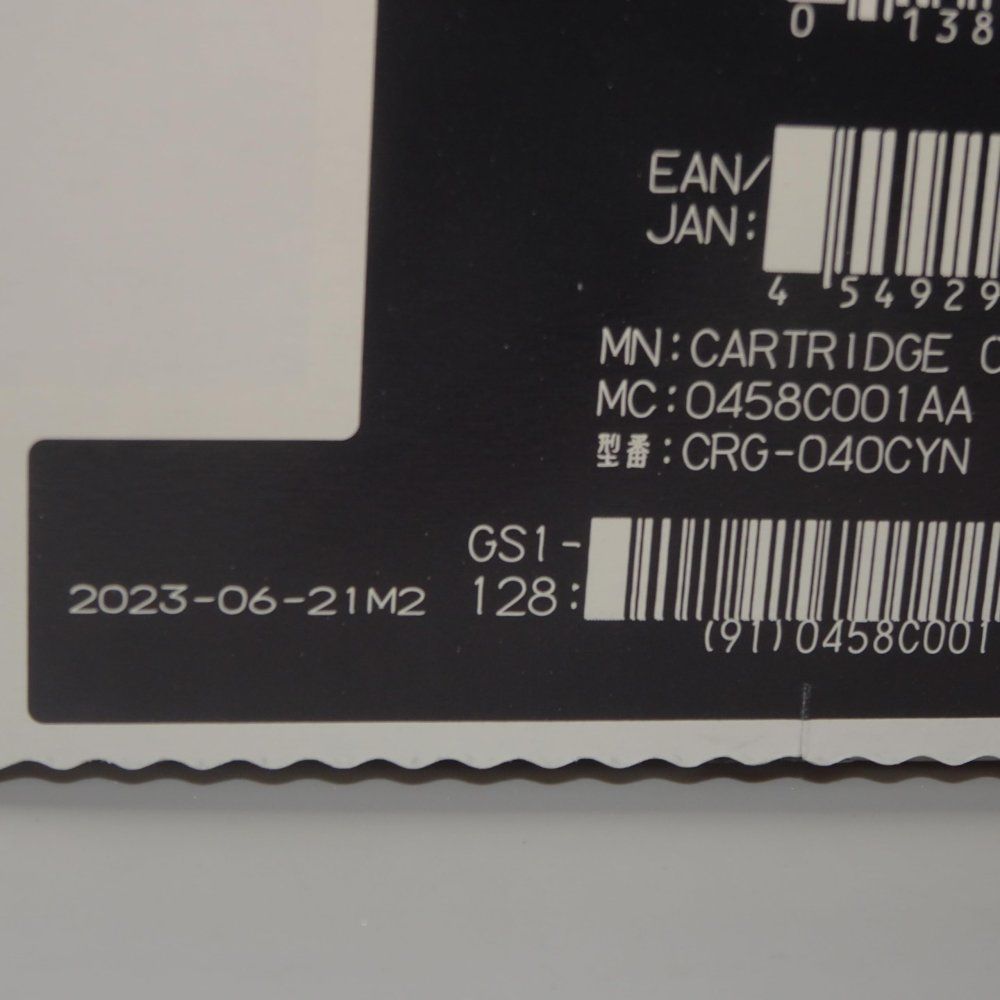 0 138
EAN/
JAN:
4 54929
MN:CARTRIDGE
MC:0458C001AA
型番:CRG-040CYN
GS1-
128:
2023-06-21M2
(91)0458C001